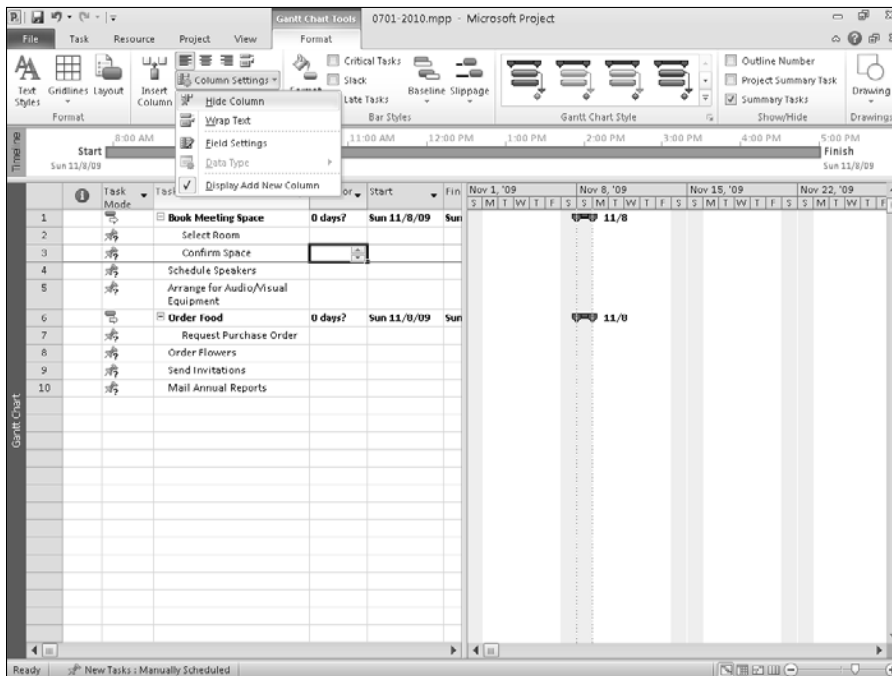 Gantt Chart Tools
0701-2010.mpp - Microsoft Project
File Task Resource Project View Format
Text Styles
Gridlines
Layout
Format
Insert Column
Column Settings
Hide Column
Wrap Text
Field Settings
Data Type
Display Add New Column
Critical Tasks
Slack
Late Tasks
Baseline
Slippage
Bar Styles
Gantt Chart Style
Outline Number
Project Summary Task
Summary Tasks
Show/Hide
Drawing
Drawings
Timeline
8:00 AM 11:00 AM 12:00 PM 1:00 PM 2:00 PM 3:00 PM 4:00 PM 5:00 PM
Start
Sun 11/8/09
Finish
Sun 11/8/09
Task Mode
Start
Fin
Nov 1, '09 Nov 8, '09 Nov 15, '09 Nov 22, '09
S M T W T F S S M T W T F S S M T W T F S S M T W T F
1 Book Meeting Space 0 days? Sun 11/8/09 Sun 11/8
2 Select Room
3 Confirm Space
4 Schedule Speakers
5 Arrange for Audio/Visual Equipment
6 Order Food 0 days? Sun 11/8/09 Sun 11/8
7 Request Purchase Order
8 Order Flowers
9 Send Invitations
10 Mail Annual Reports
Gantt Chart
Ready New Tasks : Manually Scheduled